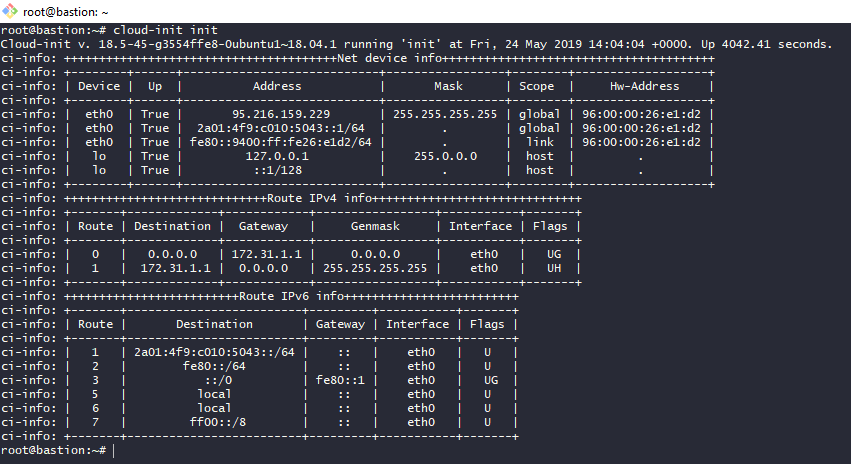 root@bastion: ~
root@bastion:~# cloud-init init
Cloud-init v. 18.5-45-g3554ffe8-0ubuntu1~18.04.1 running 'init' at Fri, 24 May 2019 14:04:04 +0000. Up 4042.41 seconds.
ci-info: +++++++++++++++++++++++++++++++++++++++Net device info+++++++++++++++++++++++++++++++++++++++
ci-info: +--------+------+----------------------------+-----------------+--------+-------------------+
ci-info: | Device |  Up  |          Address           |       Mask      | Scope  |     Hw-Address    |
ci-info: +--------+------+----------------------------+-----------------+--------+-------------------+
ci-info: |  eth0  | True |       95.216.159.229       | 255.255.255.255 | global | 96:00:00:26:e1:d2 |
ci-info: |  eth0  | True |  2a01:4f9:c010:5043::1/64  |        .        | global | 96:00:00:26:e1:d2 |
ci-info: |  eth0  | True | fe80::9400:ff:fe26:e1d2/64 |        .        |  link  | 96:00:00:26:e1:d2 |
ci-info: |   lo   | True |         127.0.0.1          |    255.0.0.0    |  host  |         .         |
ci-info: |   lo   | True |          ::1/128           |        .        |  host  |         .         |
ci-info: +--------+------+----------------------------+-----------------+--------+-------------------+
ci-info: +++++++++++++++++++++++++++++Route IPv4 info++++++++++++++++++++++++++++++
ci-info: +-------+-------------+------------+-----------------+-----------+-------+
ci-info: | Route | Destination |  Gateway   |     Genmask     | Interface | Flags |
ci-info: +-------+-------------+------------+-----------------+-----------+-------+
ci-info: |   0   |   0.0.0.0   | 172.31.1.1 |     0.0.0.0     |    eth0   |   UG  |
ci-info: |   1   |  172.31.1.1 |  0.0.0.0   | 255.255.255.255 |    eth0   |   UH  |
ci-info: +-------+-------------+------------+-----------------+-----------+-------+
ci-info: +++++++++++++++++++++++++Route IPv6 info+++++++++++++++++++++++++
ci-info: +-------+-------------------------+---------+-----------+-------+
ci-info: | Route |       Destination       | Gateway | Interface | Flags |
ci-info: +-------+-------------------------+---------+-----------+-------+
ci-info: |   1   | 2a01:4f9:c010:5043::/64 |    ::   |    eth0   |   U   |
ci-info: |   2   |        fe80::/64        |    ::   |    eth0   |   U   |
ci-info: |   3   |           ::/0          | fe80::1 |    eth0   |   UG  |
ci-info: |   5   |          local          |    ::   |    eth0   |   U   |
ci-info: |   6   |          local          |    ::   |    eth0   |   U   |
ci-info: |   7   |         ff00::/8        |    ::   |    eth0   |   U   |
ci-info: +-------+-------------------------+---------+-----------+-------+
root@bastion:~#